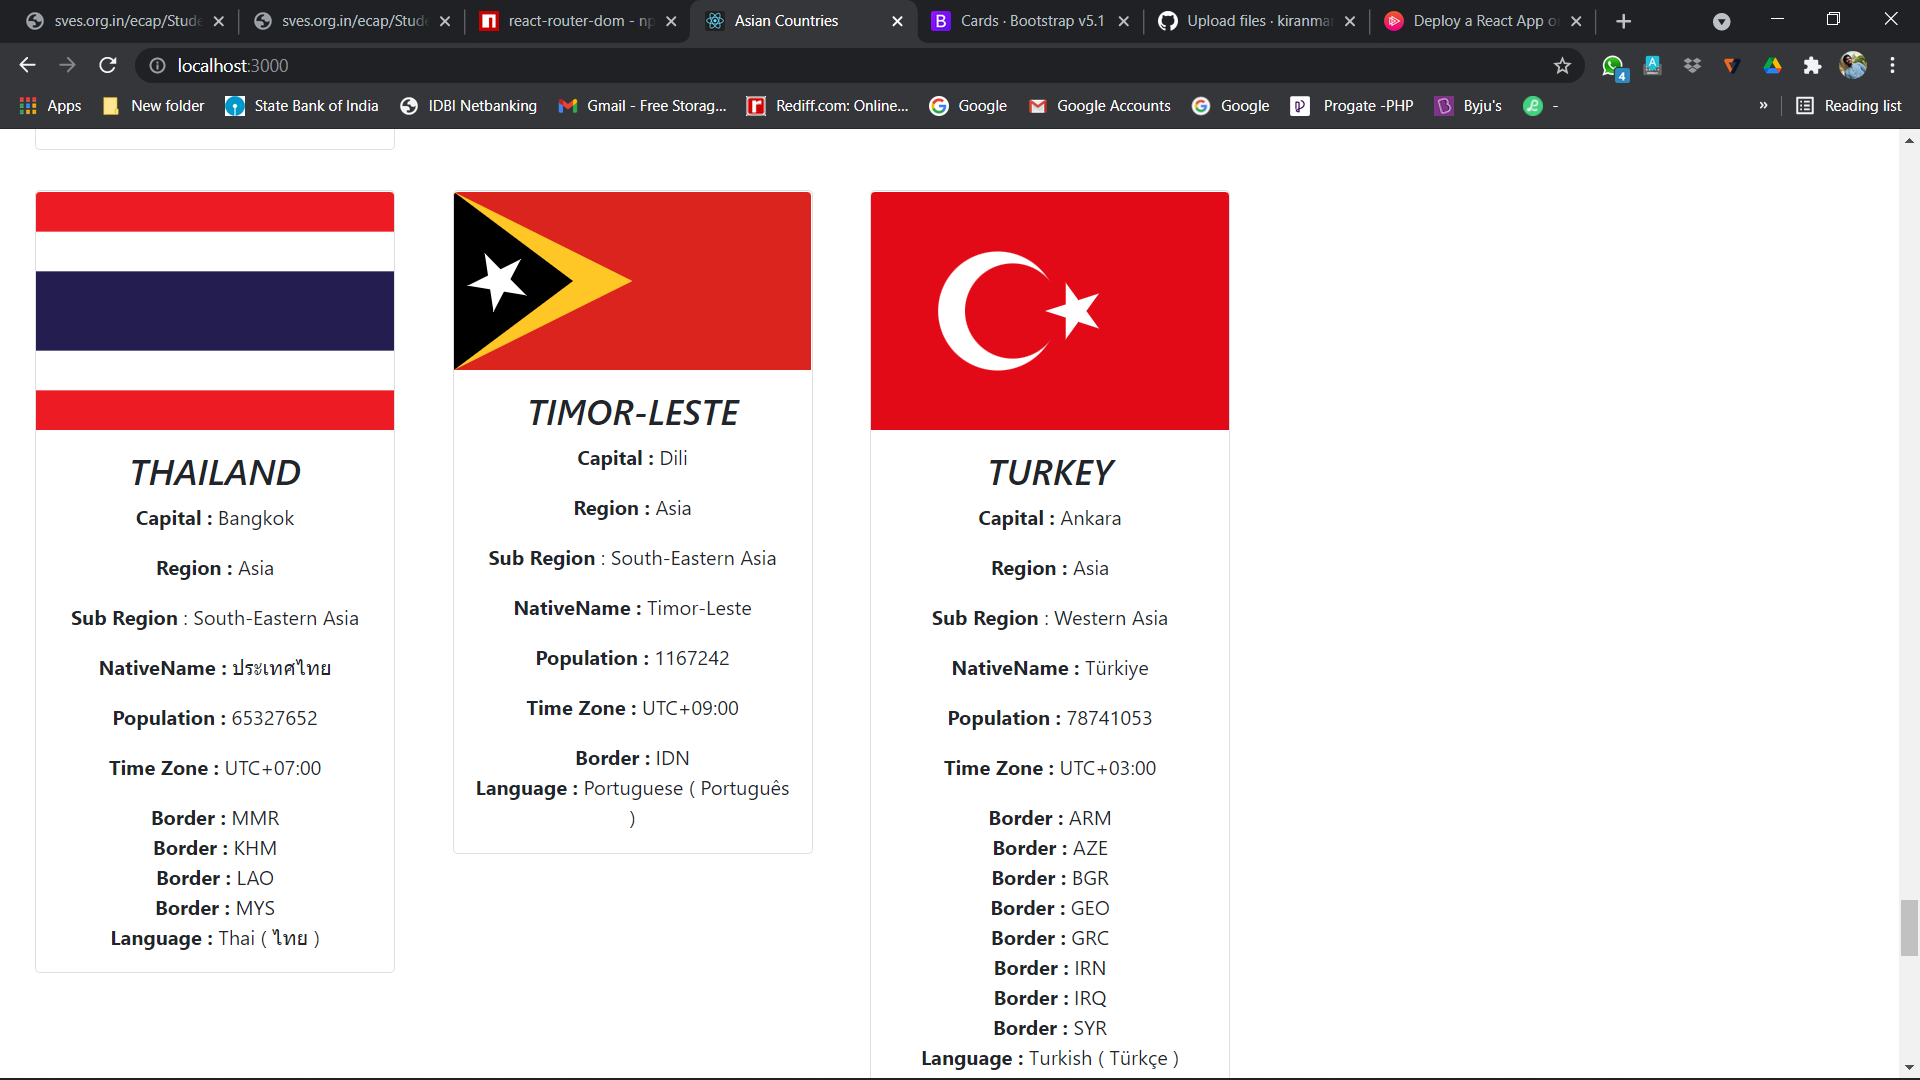 sves.org.in/ecap/Stude
sves.org.in/ecap/Stude
react-router-dom - np
Asian Countries
Cards · Bootstrap v5.1
Upload files · kiranmar
Deploy a React App o
localhost:3000
4
Apps
New folder
State Bank of India
IDBI Netbanking
Gmail - Free Storag...
Rediff.com: Online...
Google
Google Accounts
Google
Progate -PHP
Byju's
-
»
Reading list
THAILAND
Capital : Bangkok
Region : Asia
Sub Region : South-Eastern Asia
NativeName : ประเทศไทย
Population : 65327652
Time Zone : UTC+07:00
Border : MMR
Border : KHM
Border : LAO
Border : MYS
Language : Thai ( ไทย )
TIMOR-LESTE
Capital : Dili
Region : Asia
Sub Region : South-Eastern Asia
NativeName : Timor-Leste
Population : 1167242
Time Zone : UTC+09:00
Border : IDN
Language : Portuguese ( Português
)
TURKEY
Capital : Ankara
Region : Asia
Sub Region : Western Asia
NativeName : Türkiye
Population : 78741053
Time Zone : UTC+03:00
Border : ARM
Border : AZE
Border : BGR
Border : GEO
Border : GRC
Border : IRN
Border : IRQ
Border : SYR
Language : Turkish ( Türkçe )